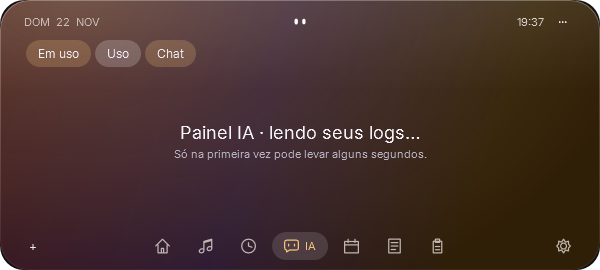 DOM 22 NOV
19:37
Em uso Uso Chat
Painel IA · lendo seus logs...
Só na primeira vez pode levar alguns segundos.
IA